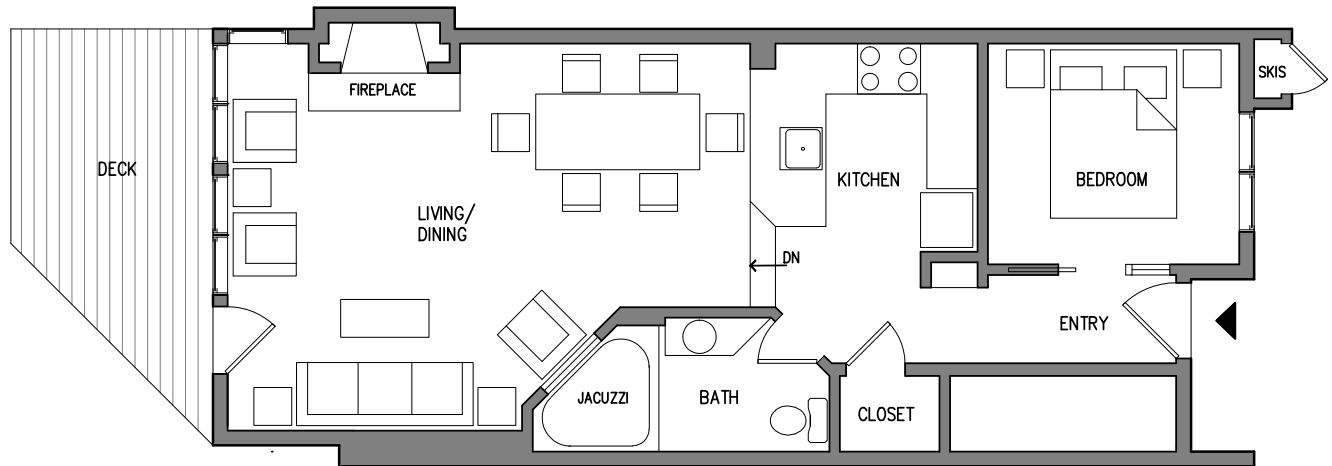 SKIS
FIREPLACE
DECK
KITCHEN
BEDROOM
LIVING/
DINING
DN
ENTRY
JACUZZI
BATH
CLOSET